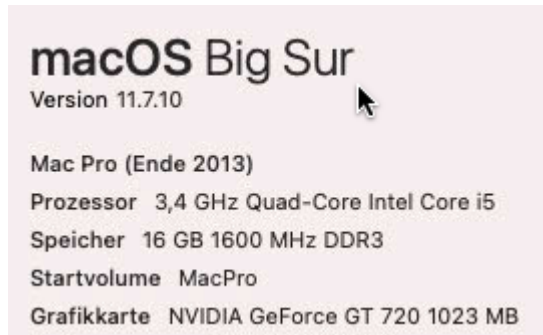 macOS Big Sur
Version 11.7.10
Mac Pro (Ende 2013)
Prozessor 3,4 GHz Quad-Core Intel Core i5
Speicher 16 GB 1600 MHz DDR3
Startvolume MacPro
Grafikkarte NVIDIA GeForce GT 720 1023 MB